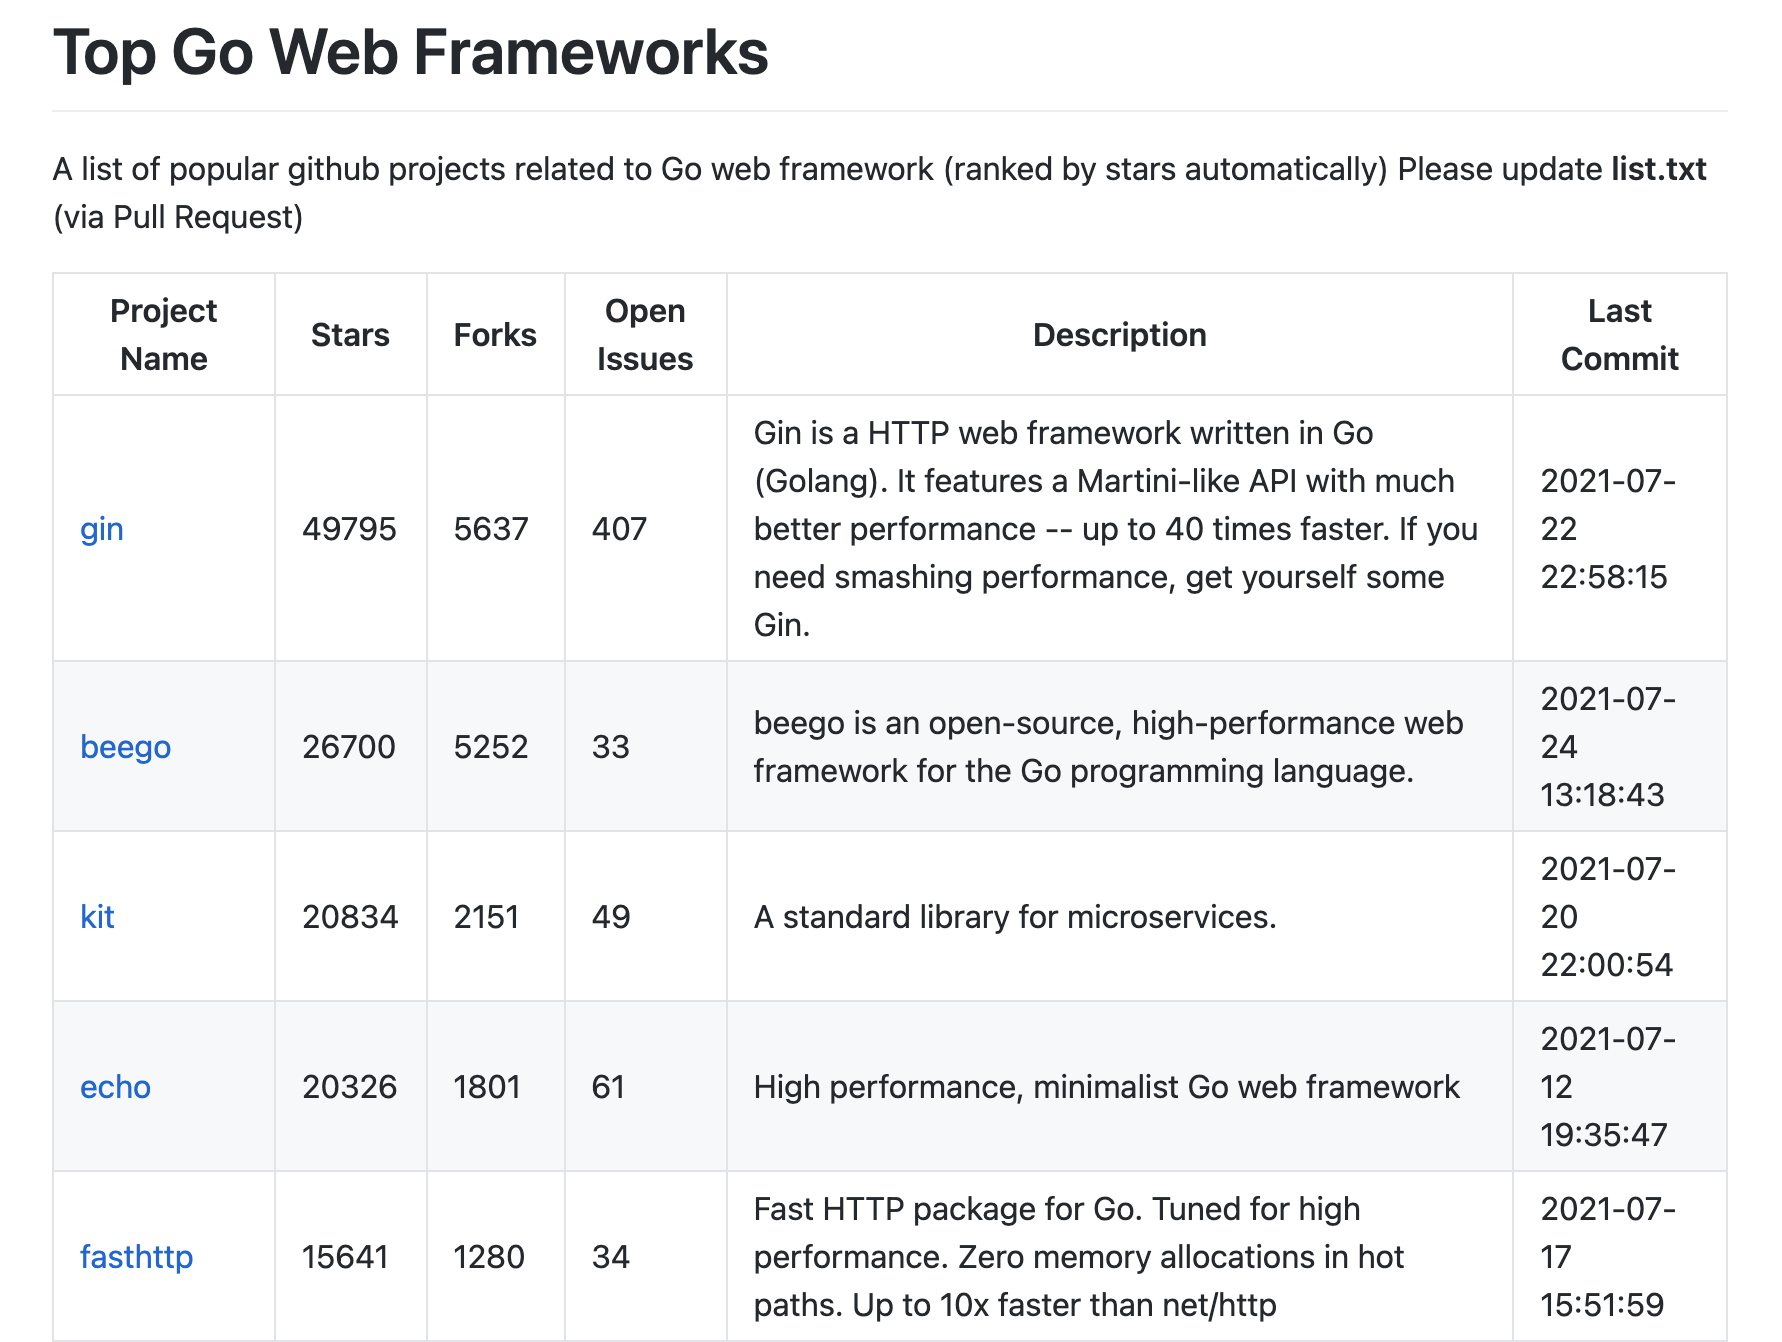 Top Go Web Frameworks
A list of popular github projects related to Go web framework (ranked by stars automatically) Please update list.txt
(via Pull Request)
Project
Name
Stars
Forks
Open
Issues
Description
Last
Commit
gin
49795
5637
407
Gin is a HTTP web framework written in Go
(Golang). It features a Martini-like API with much
better performance -- up to 40 times faster. If you
need smashing performance, get yourself some
Gin.
2021-07-
22
22:58:15
beego
26700
5252
33
beego is an open-source, high-performance web
framework for the Go programming language.
2021-07-
24
13:18:43
kit
20834
2151
49
A standard library for microservices.
2021-07-
20
22:00:54
echo
20326
1801
61
High performance, minimalist Go web framework
2021-07-
12
19:35:47
fasthttp
15641
1280
34
Fast HTTP package for Go. Tuned for high
performance. Zero memory allocations in hot
paths. Up to 10x faster than net/http
2021-07-
17
15:51:59